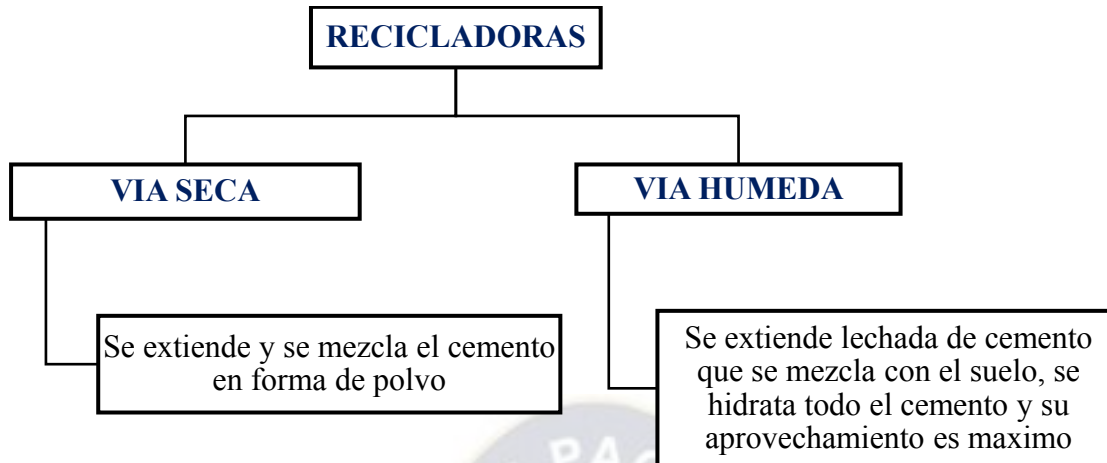 RECICLADORAS
VIA SECA
VIA HUMEDA
Se extiende y se mezcla el cemento
en forma de polvo
Se extiende lechada de cemento
que se mezcla con el suelo, se
hidrata todo el cemento y su
aprovechamiento es maximo